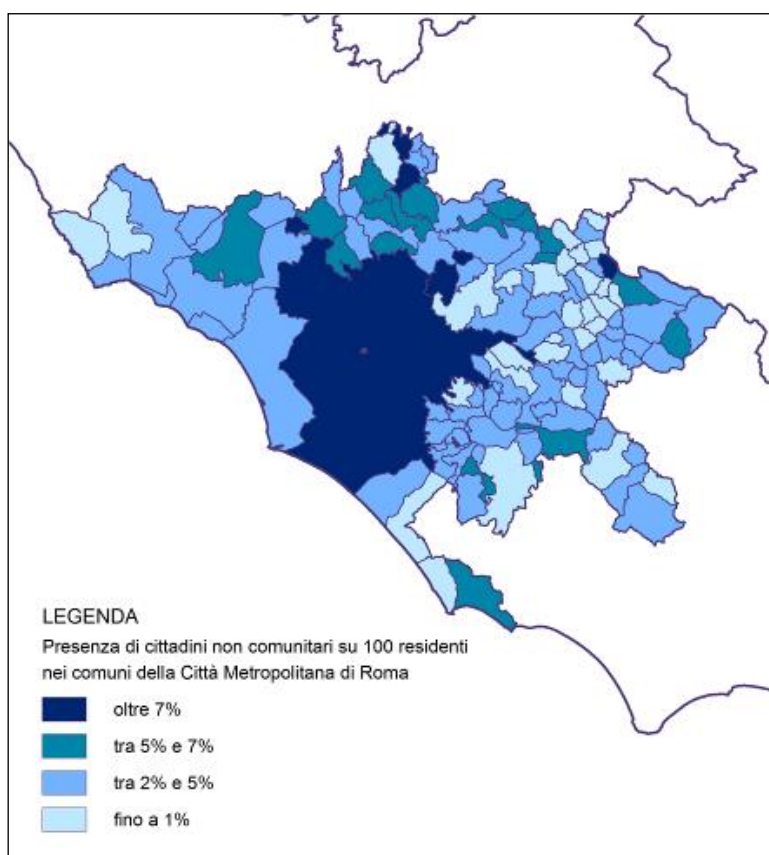 LEGENDA
Presenza di cittadini non comunitari su 100 residenti
nei comuni della Città Metropolitana di Roma
oltre 7%
tra 5% e 7%
tra 2% e 5%
fino a 1%